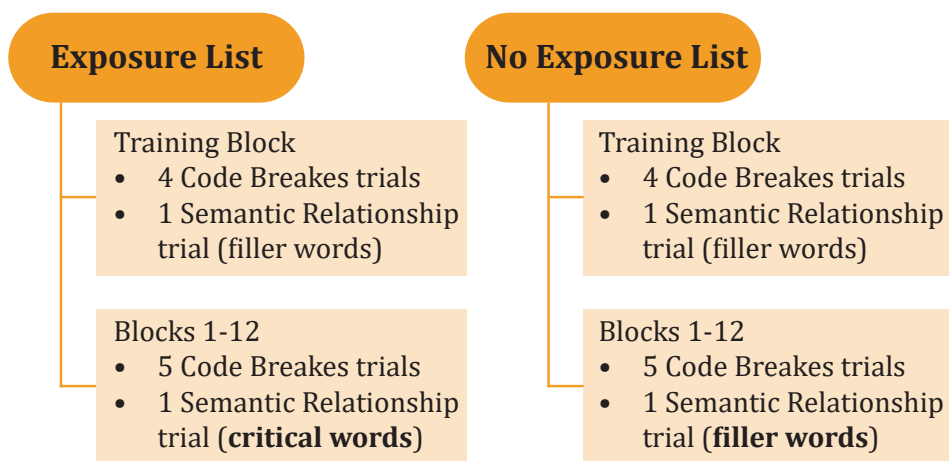 Exposure List
Training Block
• 4 Code Breakes trials
• 1 Semantic Relationship
trial (filler words)
Blocks 1-12
• 5 Code Breakes trials
• 1 Semantic Relationship
trial (critical words)
No Exposure List
Training Block
• 4 Code Breakes trials
• 1 Semantic Relationship
trial (filler words)
Blocks 1-12
• 5 Code Breakes trials
• 1 Semantic Relationship
trial (filler words)